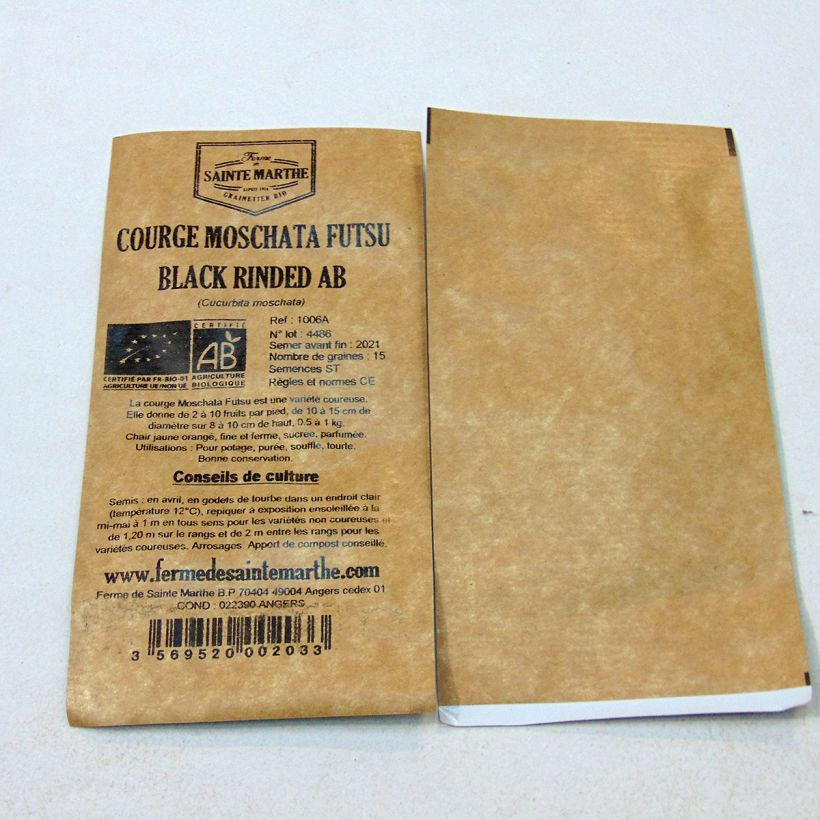 Ferme
de
SAINTE MARTHE
DEPUIS 1974
GRAINETIER BIO
COURGE MOSCHATA FUTSU
BLACK RINDED AB
(Cucurbita moschata)
CERTIFIÉ
AB
AGRICULTURE
BIOLOGIQUE
CERTIFIÉ PAR FR-BIO-01
AGRICULTURE UE/NON UE
Ref : 1006A
N° lot : 4486
Semer avant fin : 2021
Nombre de graines : 15
Semences ST
Règles et normes CE
La courge Moschata Futsu est une variété coureuse.
Elle donne de 2 à 10 fruits par pied, de 10 à 15 cm de
diamètre sur 8 à 10 cm de haut, 0.5 à 1 kg.
Chair jaune orangé, fine et ferme, sucrée, parfumée.
Utilisations : Pour potage, purée, soufflé, tourte.
Bonne conservation.
Conseils de culture
Semis : en avril, en godets de tourbe dans un endroit clair
(température 12°C), repiquer à exposition ensoleillée à la
mi-mai à 1 m en tous sens pour les variétés non coureuses et
de 1,20 m sur le rangs et de 2 m entre les rangs pour les
variétés coureuses. Arrosages. Apport de compost conseillé.
www.fermedesaintemarthe.com
Ferme de Sainte Marthe B.P 70404 49004 Angers cedex 01
COND : 022390 ANGERS
3 569520 002033